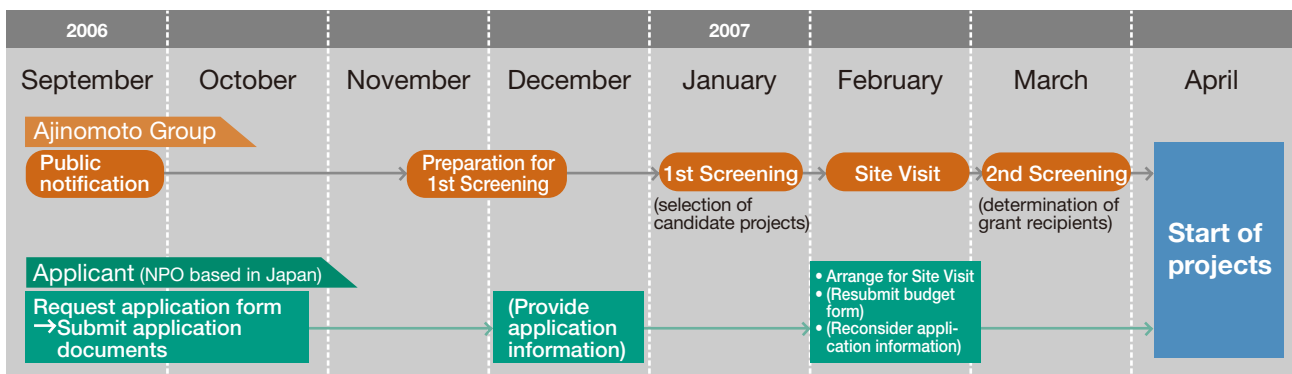 2006
2007
September
October
November
December
January
February
March
April
Ajinomoto Group
Public
notification
Preparation for
1st Screening
1st Screening
(selection of
candidate projects)
Site Visit
2nd Screening
(determination of
grant recipients)
Start of
projects
Applicant (NPO based in Japan)
Request application form
→Submit application
documents
(Provide
application
information)
• Arrange for Site Visit
• (Resubmit budget
form)
• (Reconsider appli-
cation information)